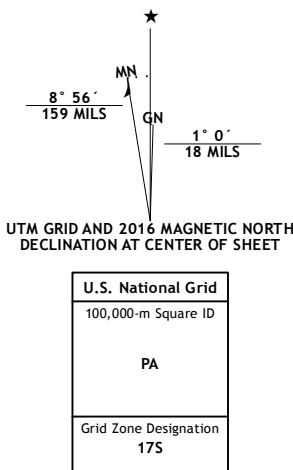 MN
GN
8° 56´
159 MILS
1° 0´
18 MILS
UTM GRID AND 2016 MAGNETIC NORTH
DECLINATION AT CENTER OF SHEET
U.S. National Grid
100,000-m Square ID
PA
Grid Zone Designation
17S